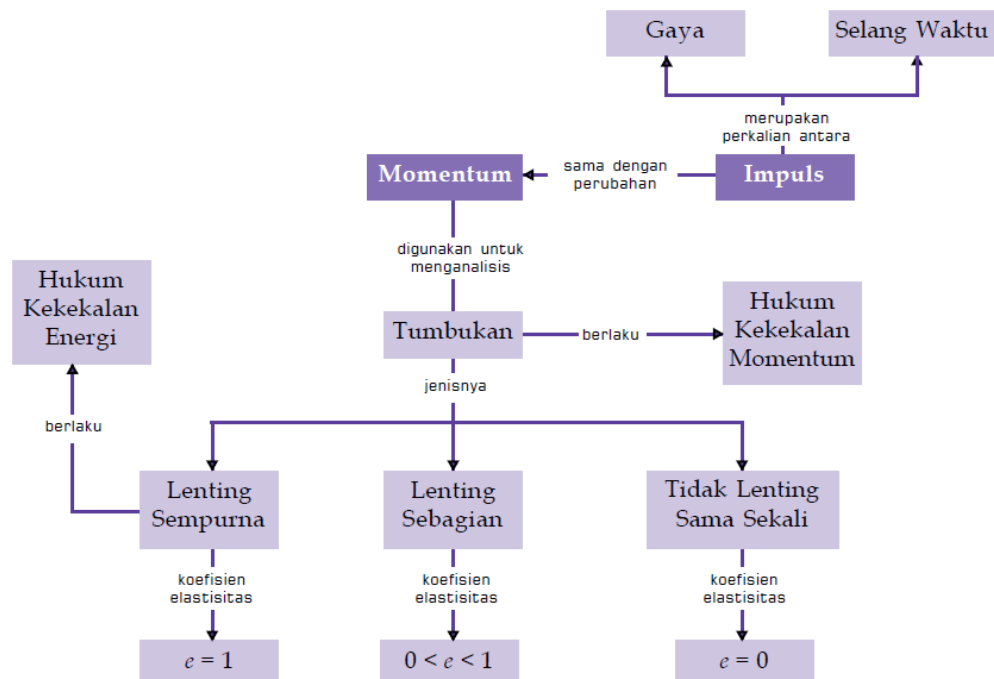 Gaya
Selang Waktu
merupakan
perkalian antara
Momentum
sama dengan
perubahan
Impuls
digunakan untuk
menganalisis
Hukum
Kekekalan
Energi
Tumbukan
berlaku
Hukum
Kekekalan
Momentum
jenisnya
berlaku
Lenting
Sempurna
Lenting
Sebagian
Tidak Lenting
Sama Sekali
koefisien
elastisitas
koefisien
elastisitas
koefisien
elastisitas
e = 1
0 < e < 1
e = 0